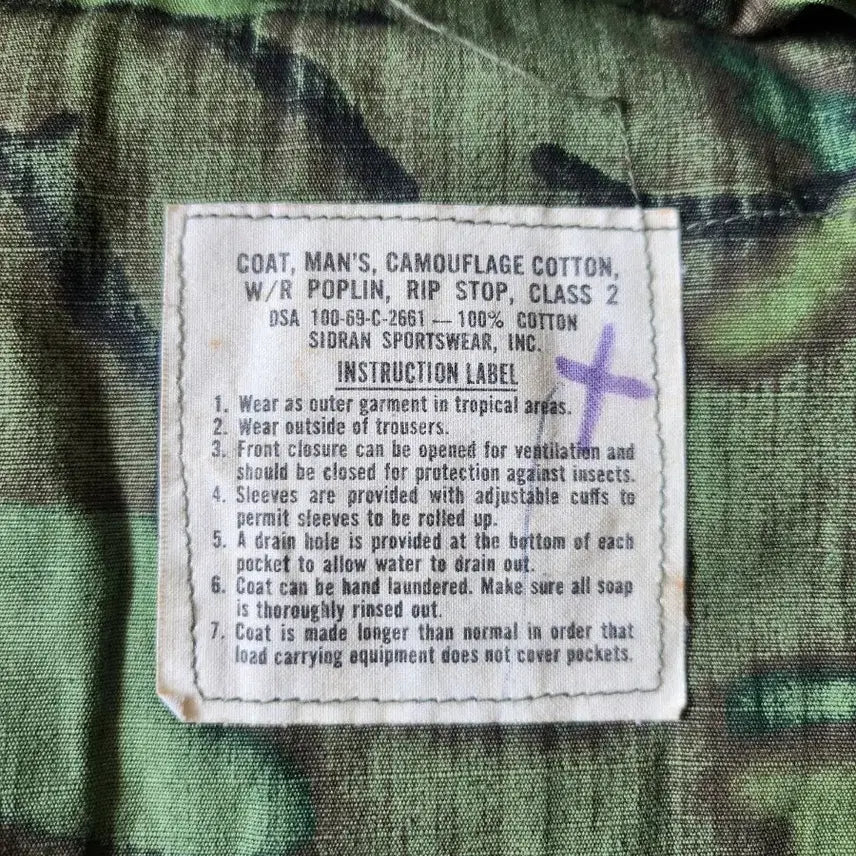 COAT, MAN'S, CAMOUFLAGE COTTON,
W/R POPLIN, RIP STOP, CLASS 2
DSA 100-69-C-2661 — 100% COTTON
SIDRAN SPORTSWEAR, INC.
INSTRUCTION LABEL
1. Wear as outer garment in tropical areas.
2. Wear outside of trousers.
3. Front closure can be opened for ventilation and
should be closed for protection against insects.
4. Sleeves are provided with adjustable cuffs to
permit sleeves to be rolled up.
5. A drain hole is provided at the bottom of each
pocket to allow water to drain out.
6. Coat can be hand laundered. Make sure all soap
is thoroughly rinsed out.
7. Coat is made longer than normal in order that
load carrying equipment does not cover pockets.